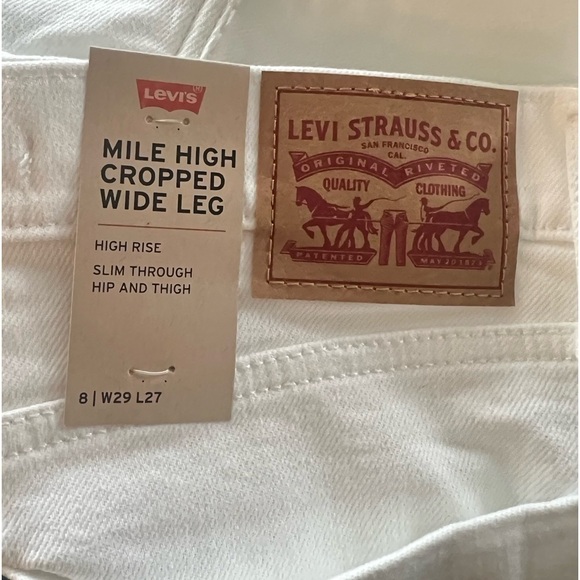 Levi's
MILE HIGH
CROPPED
WIDE LEG
HIGH RISE
SLIM THROUGH
HIP AND THIGH
8 | W29 L27
LEVI STRAUSS & CO.
SAN FRANCISCO
CAL.
ORIGINAL RIVETED
QUALITY CLOTHING
PATENTED MAY 20 1873